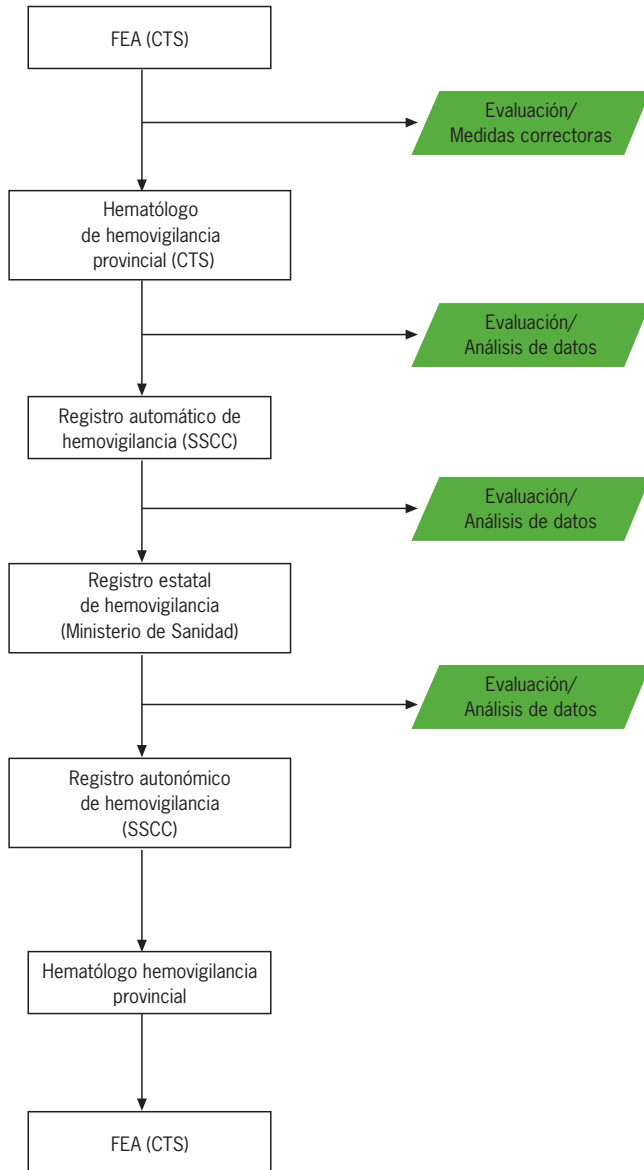 FEA (CTS)
Evaluación/
Medidas correctoras
Hematólogo
de hemovigilancia
provincial (CTS)
Evaluación/
Análisis de datos
Registro automático de
hemovigilancia (SSCC)
Evaluación/
Análisis de datos
Registro estatal
de hemovigilancia
(Ministerio de Sanidad)
Evaluación/
Análisis de datos
Registro autonómico
de hemovigilancia
(SSCC)
Hematólogo hemovigilancia
provincial
FEA (CTS)